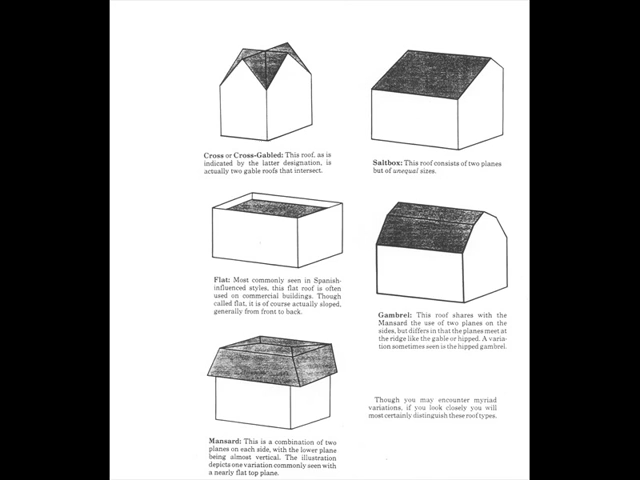 Cross or Cross-Gabled: This roof, as is
indicated by the latter designation, is
actually two gable roofs that intersect.
Saltbox: This roof consists of two planes
but of unequal sizes.
Flat: Most commonly seen in Spanish-
influenced styles, this flat roof is often
used on commercial buildings. Though
called flat, it is of course actually sloped,
generally from front to back.
Gambrel: This roof shares with the
Mansard the use of two planes on the
sides, but differs in that the planes meet at
the ridge like the gable or hipped. A varia-
tion sometimes seen is the hipped gambrel.
Mansard: This is a combination of two
planes on each side, with the lower plane
being almost vertical. The illustration
depicts one variation commonly seen with
a nearly flat top plane.
Though you may encounter myriad
variations, if you look closely you will
most certainly distinguish these roof types.